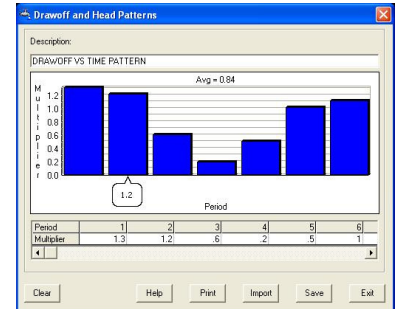 Drawoff and Head Patterns
Description:
DRAWOFF VS TIME PATTERN
Avg = 0.84
Multiplier
1.2
1.0
0.8
0.6
0.4
0.2
0.0
1.2
Period
Period 1 2 3 4 5 6
Multiplier 1.3 1.2 .6 .2 .5 1
Clear Help Print Import Save Exit